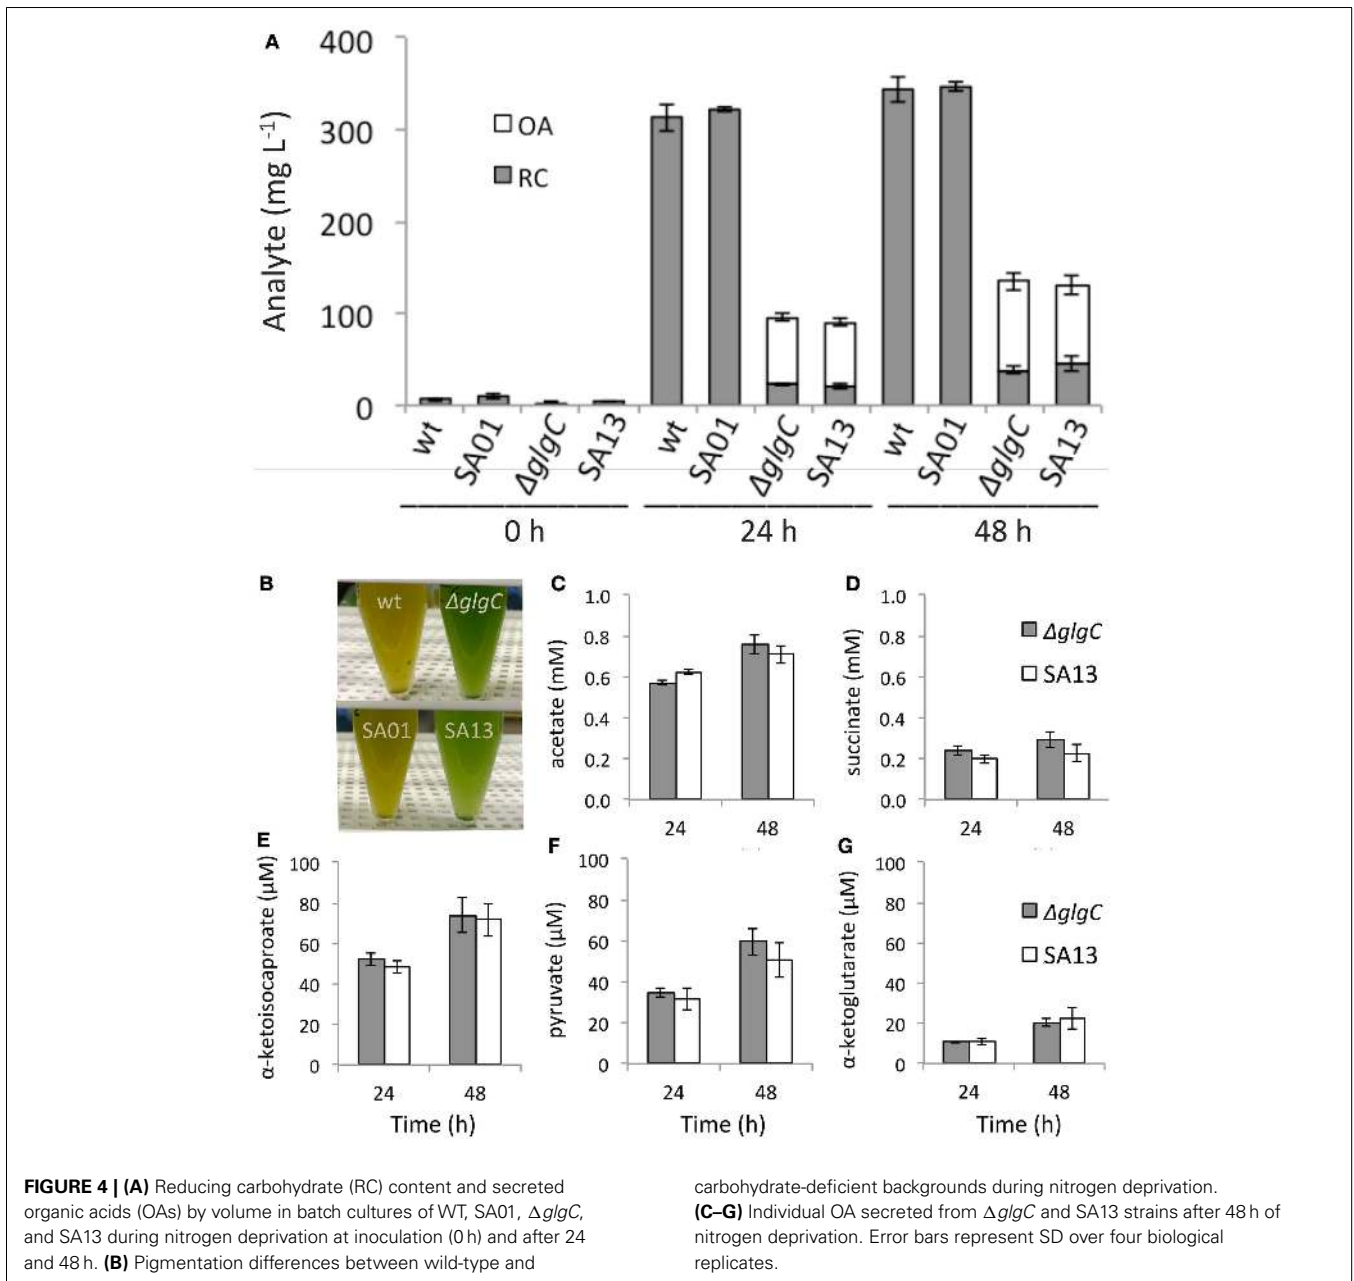 A
400
300
200
100
0
Analyte (mg L-1)
OA
RC
wt
SA01
ΔglgC
SA13
wt
SA01
ΔglgC
SA13
wt
SA01
ΔglgC
SA13
0 h
24 h
48 h
B
wt
ΔglgC
SA01
SA13
C
1.0
0.8
0.6
0.4
0.2
0.0
acetate (mM)
24
48
D
1.0
0.8
0.6
0.4
0.2
0.0
succinate (mM)
ΔglgC
SA13
24
48
E
100
80
60
40
20
0
α-ketoisocaproate (µM)
24
48
Time (h)
F
100
80
60
40
20
0
pyruvate (µM)
24
48
Time (h)
G
100
80
60
40
20
0
α-ketoglutarate (µM)
ΔglgC
SA13
24
48
Time (h)
FIGURE 4 | (A) Reducing carbohydrate (RC) content and secreted
organic acids (OAs) by volume in batch cultures of WT, SA01, ΔglgC,
and SA13 during nitrogen deprivation at inoculation (0 h) and after 24
and 48 h. (B) Pigmentation differences between wild-type and
carbohydrate-deficient backgrounds during nitrogen deprivation.
(C–G) Individual OA secreted from ΔglgC and SA13 strains after 48 h of
nitrogen deprivation. Error bars represent SD over four biological
replicates.